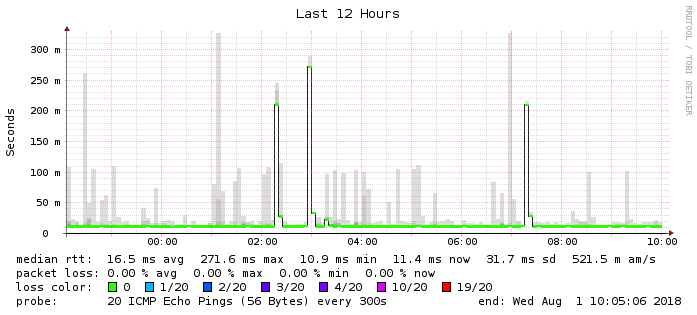 Last 12 Hours
RRDTOOL / TOBI OETIKER
Seconds
300 m
250 m
200 m
150 m
100 m
50 m
0
00:00 02:00 04:00 06:00 08:00 10:00
median rtt: 16.5 ms avg 271.6 ms max 10.9 ms min 11.4 ms now 31.7 ms sd 521.5 m am/s
packet loss: 0.00 % avg 0.00 % max 0.00 % min 0.00 % now
loss color: 0 1/20 2/20 3/20 4/20 10/20 19/20
probe: 20 ICMP Echo Pings (56 Bytes) every 300s end: Wed Aug 1 10:05:06 2018